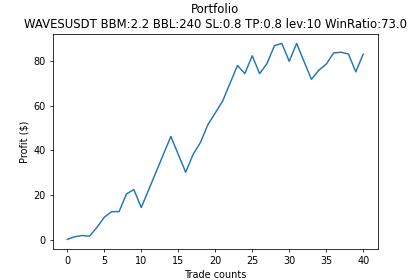 Portfolio
WAVESUSDT BBM:2.2 BBL:240 SL:0.8 TP:0.8 lev:10 WinRatio:73.0
80
60
40
20
0
Profit ($)
0 5 10 15 20 25 30 35 40
Trade counts